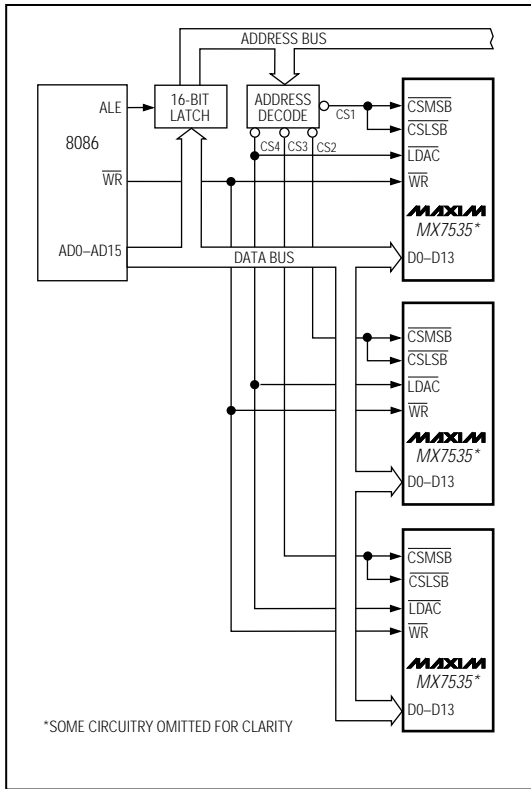 ADDRESS BUS
ALE
16-BIT
LATCH
ADDRESS
DECODE
CS1
CSMSB
CSLSB
8086
CS4
CS3
CS2
LDAC
WR
WR
MAXIM
MX7535*
AD0–AD15
DATA BUS
D0–D13
CSMSB
CSLSB
LDAC
WR
MAXIM
MX7535*
D0–D13
CSMSB
CSLSB
LDAC
WR
MAXIM
MX7535*
D0–D13
*SOME CIRCUITRY OMITTED FOR CLARITY